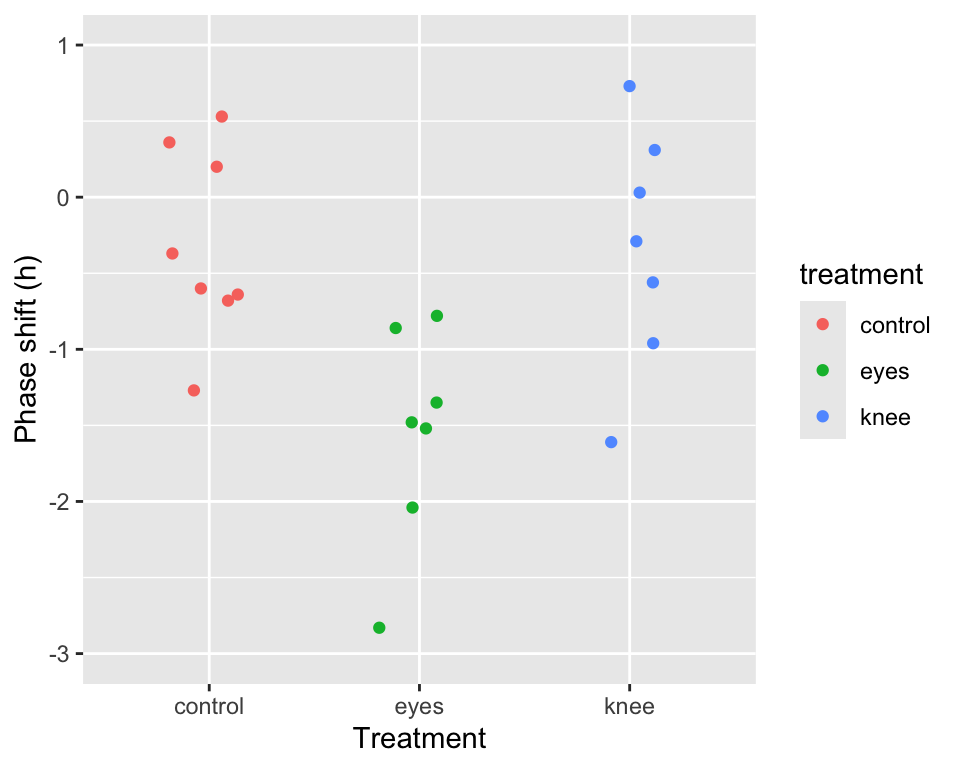 Phase shift (h)
1
0
-1
-2
-3
control
eyes
knee
Treatment
treatment
control
eyes
knee